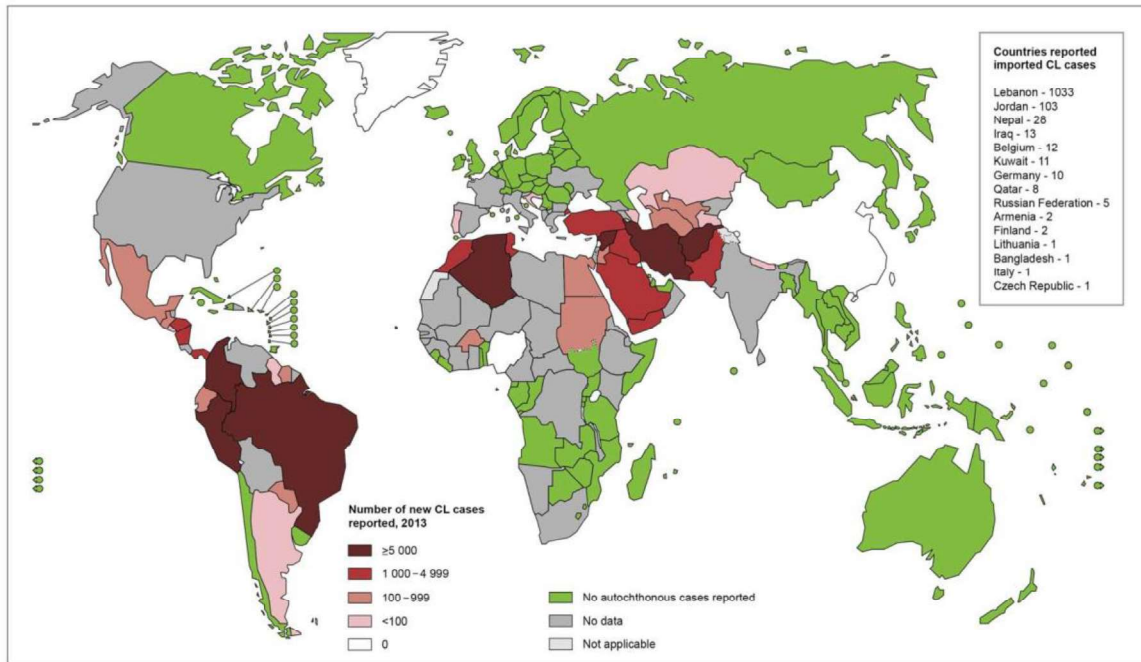 Countries reported
imported CL cases
Lebanon - 1033
Jordan - 103
Nepal - 28
Iraq - 13
Belgium - 12
Kuwait - 11
Germany - 10
Qatar - 8
Russian Federation - 5
Armenia - 2
Finland - 2
Lithuania - 1
Bangladesh - 1
Italy - 1
Czech Republic - 1
Number of new CL cases
reported, 2013
≥5 000
1 000 – 4 999
100 – 999
<100
0
No autochthonous cases reported
No data
Not applicable